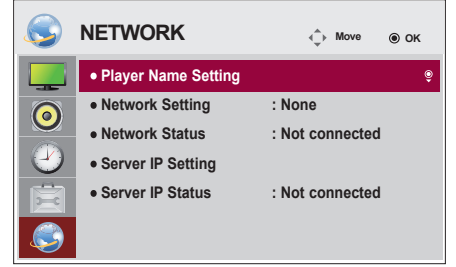 NETWORK Move OK
● Player Name Setting
● Network Setting : None
● Network Status : Not connected
● Server IP Setting
● Server IP Status : Not connected